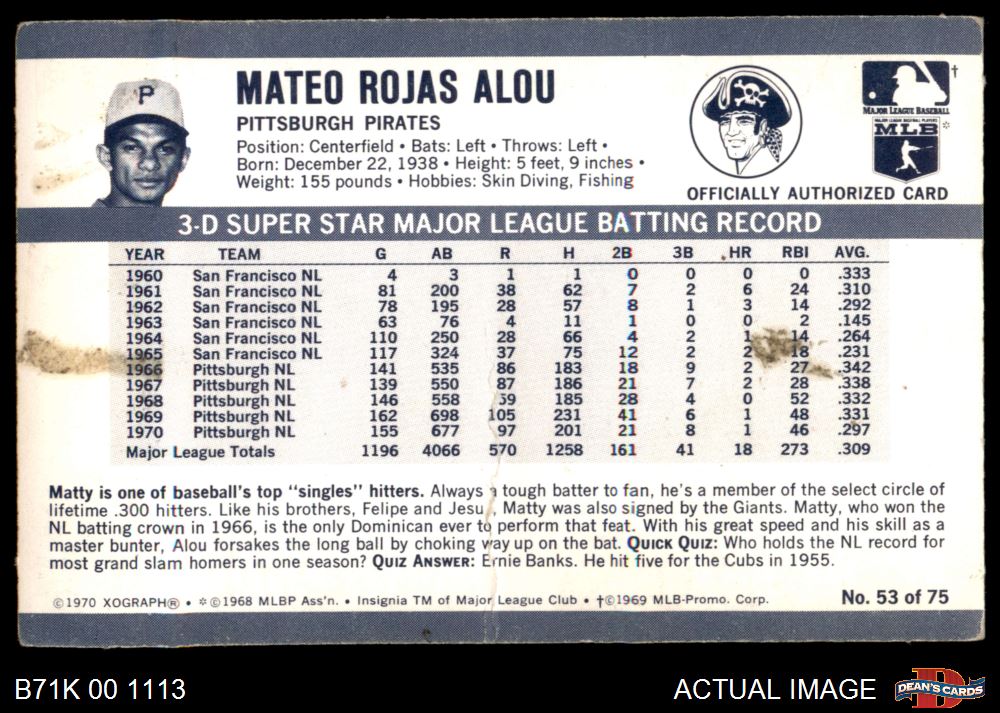 P
MATEO ROJAS ALOU
PITTSBURGH PIRATES
Position: Centerfield • Bats: Left • Throws: Left •
Born: December 22, 1938 • Height: 5 feet, 9 inches •
Weight: 155 pounds • Hobbies: Skin Diving, Fishing
†
MAJOR LEAGUE BASEBALL
MAJOR LEAGUE BASEBALL PLAYERS
MLB *
OFFICIALLY AUTHORIZED CARD
3-D SUPER STAR MAJOR LEAGUE BATTING RECORD
YEAR TEAM G AB R H 2B 3B HR RBI AVG.
1960 San Francisco NL 4 3 1 1 0 0 0 0 .333
1961 San Francisco NL 81 200 38 62 7 2 6 24 .310
1962 San Francisco NL 78 195 28 57 8 1 3 14 .292
1963 San Francisco NL 63 76 4 11 1 0 0 2 .145
1964 San Francisco NL 110 250 28 66 4 2 1 14 .264
1965 San Francisco NL 117 324 37 75 12 2 2 18 .231
1966 Pittsburgh NL 141 535 86 183 18 9 2 27 .342
1967 Pittsburgh NL 139 550 87 186 21 7 2 28 .338
1968 Pittsburgh NL 146 558 59 185 28 4 0 52 .332
1969 Pittsburgh NL 162 698 105 231 41 6 1 48 .331
1970 Pittsburgh NL 155 677 97 201 21 8 1 46 .297
Major League Totals 1196 4066 570 1258 161 41 18 273 .309
Matty is one of baseball's top "singles" hitters. Always a tough batter to fan, he's a member of the select circle of
lifetime .300 hitters. Like his brothers, Felipe and Jesu , Matty was also signed by the Giants. Matty, who won the
NL batting crown in 1966, is the only Dominican ever to perform that feat. With his great speed and his skill as a
master bunter, Alou forsakes the long ball by choking way up on the bat. QUICK QUIZ: Who holds the NL record for
most grand slam homers in one season? QUIZ ANSWER: Ernie Banks. He hit five for the Cubs in 1955.
©1970 XOGRAPH® • *©1968 MLBP Ass'n. • Insignia TM of Major League Club • †©1969 MLB-Promo. Corp.
No. 53 of 75
B71K 00 1113
ACTUAL IMAGE
D
DEAN'S CARDS